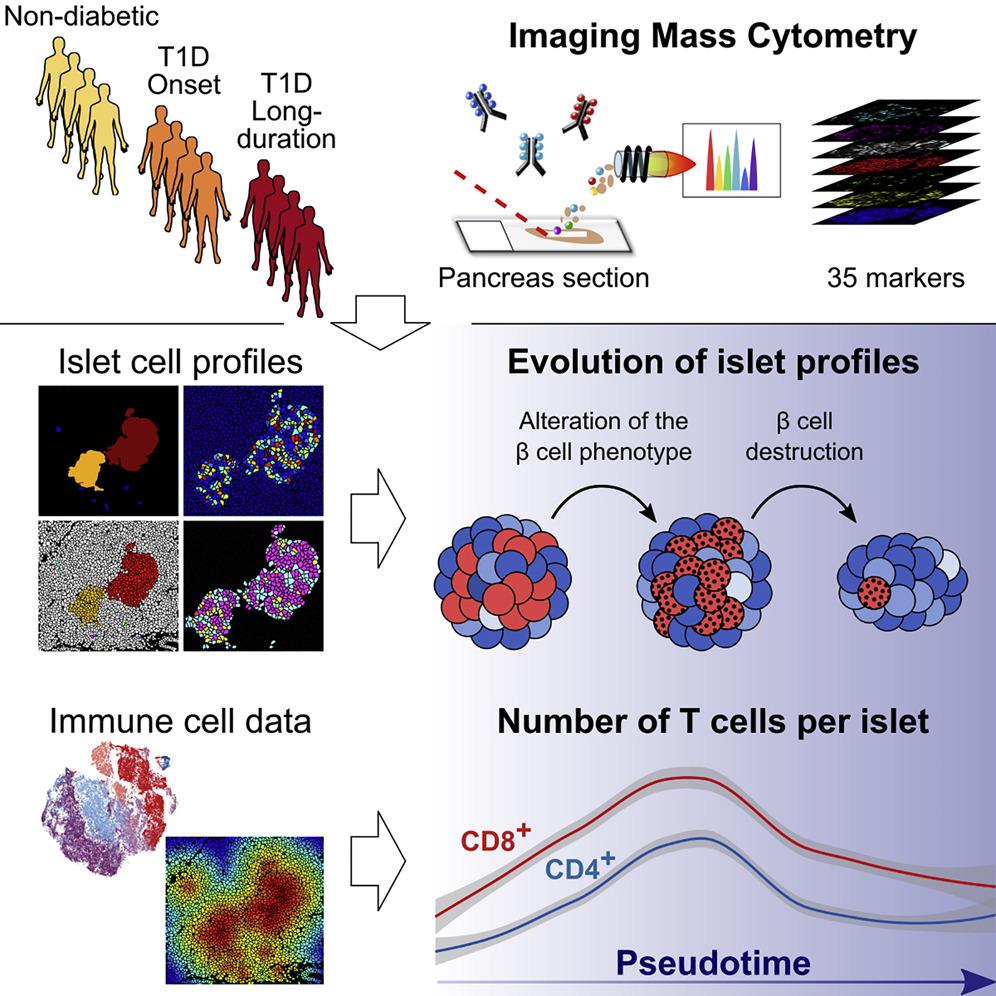 Non-diabetic
T1D
Onset
T1D
Long-
duration
Imaging Mass Cytometry
Pancreas section
35 markers
Islet cell profiles
Evolution of islet profiles
Alteration of the
β cell phenotype
β cell
destruction
Immune cell data
Number of T cells per islet
CD8+
CD4+
Pseudotime